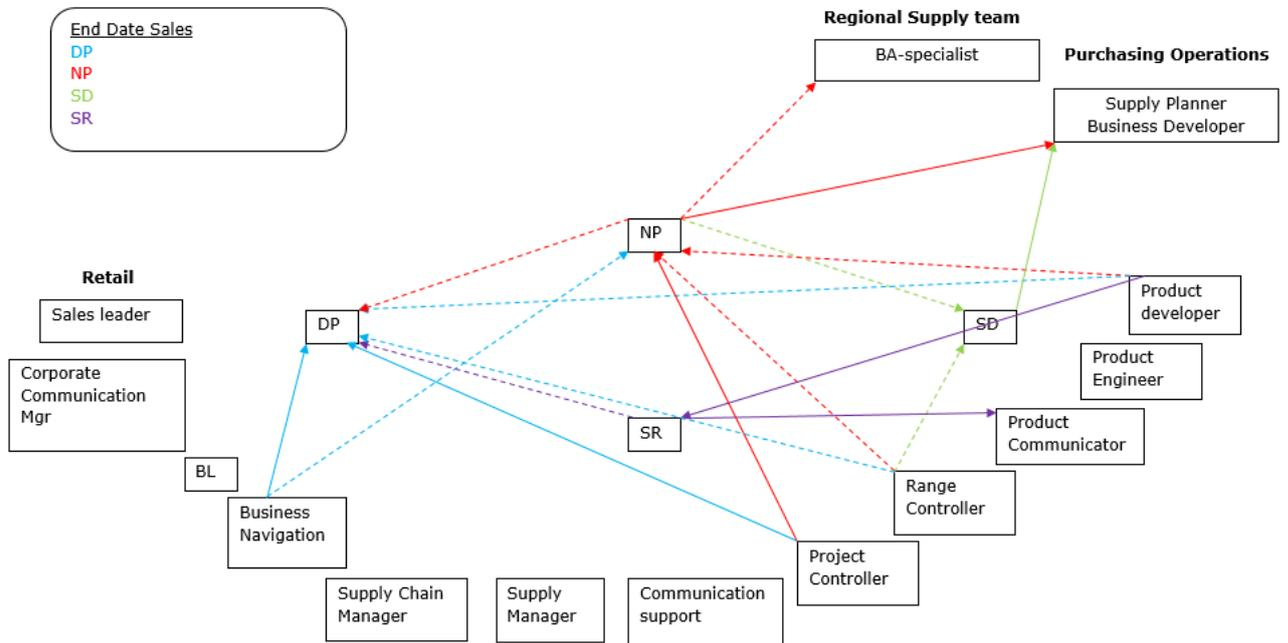 End Date Sales
DP
NP
SD
SR
Regional Supply team
BA-specialist
Purchasing Operations
Supply Planner
Business Developer
NP
Retail
Sales leader
DP
SD
Product
developer
Corporate
Communication
Mgr
Product
Engineer
SR
Product
Communicator
BL
Range
Controller
Business
Navigation
Project
Controller
Supply Chain
Manager
Supply
Manager
Communication
support